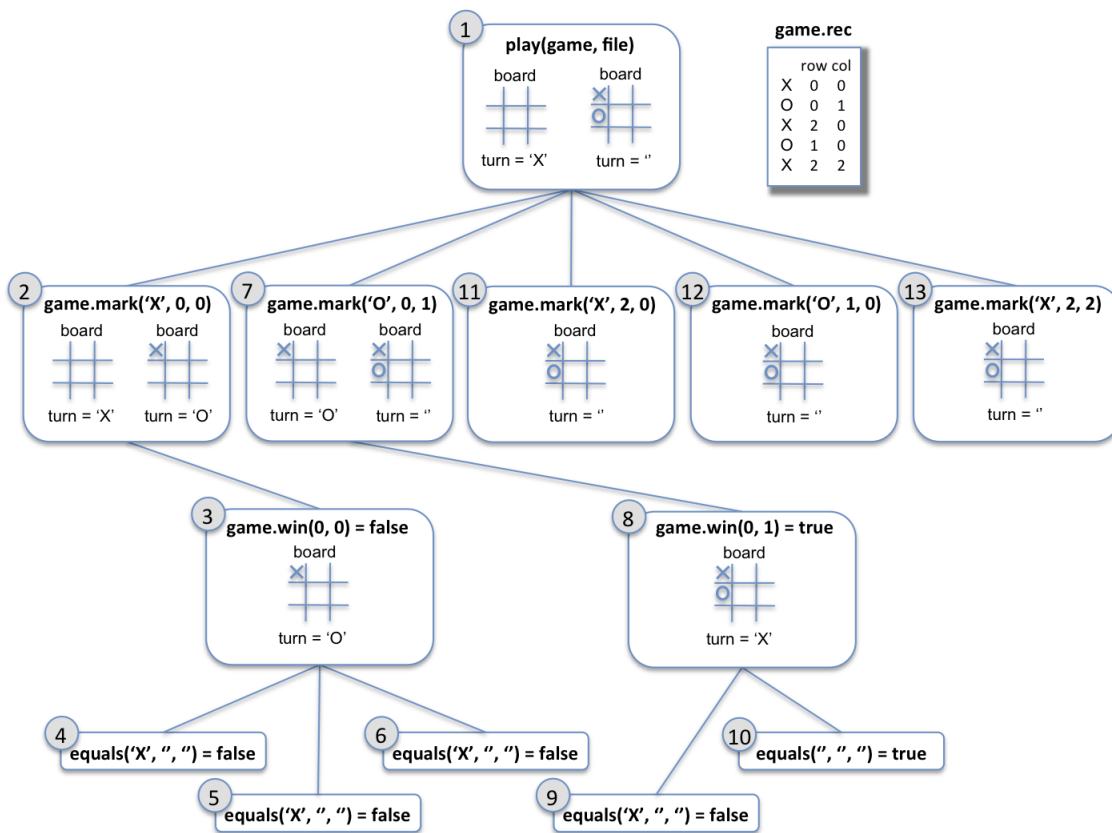 1
play(game, file)
board board
turn = ‘X’ turn = ‘’
game.rec
row col
X 0 0
O 0 1
X 2 0
O 1 0
X 2 2
2
game.mark(‘X’, 0, 0)
board board
turn = ‘X’ turn = ‘O’
7
game.mark(‘O’, 0, 1)
board board
turn = ‘O’ turn = ‘’
11
game.mark(‘X’, 2, 0)
board
turn = ‘’
12
game.mark(‘O’, 1, 0)
board
turn = ‘’
13
game.mark(‘X’, 2, 2)
board
turn = ‘’
3
game.win(0, 0) = false
board
turn = ‘O’
8
game.win(0, 1) = true
board
turn = ‘X’
4
equals(‘X’, ‘’, ‘’) = false
5
equals(‘X’, ‘’, ‘’) = false
6
equals(‘X’, ‘’, ‘’) = false
9
equals(‘X’, ‘’, ‘’) = false
10
equals(‘’, ‘’, ‘’) = true